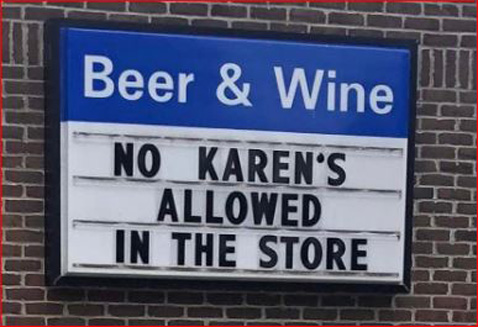 Beer & Wine
NO KAREN'S
ALLOWED
IN THE STORE